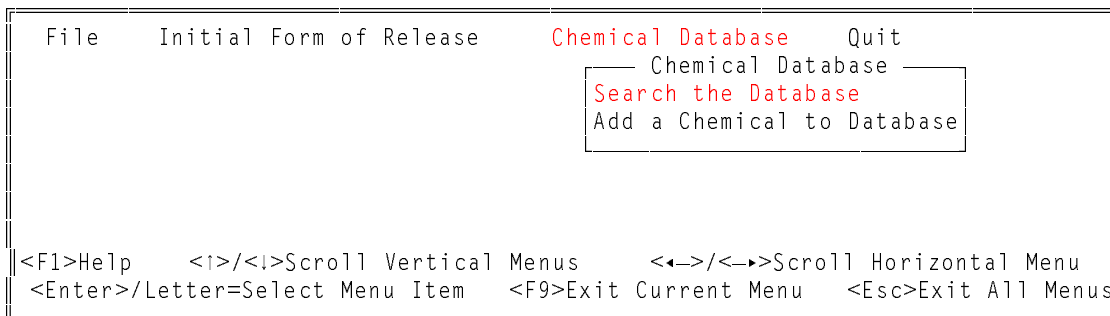 File Initial Form of Release Chemical Database Quit
Chemical Database
Search the Database
Add a Chemical to Database
<F1>Help <↑>/<↓>Scroll Vertical Menus <◂—>/<—▸>Scroll Horizontal Menu
<Enter>/Letter=Select Menu Item <F9>Exit Current Menu <Esc>Exit All Menus